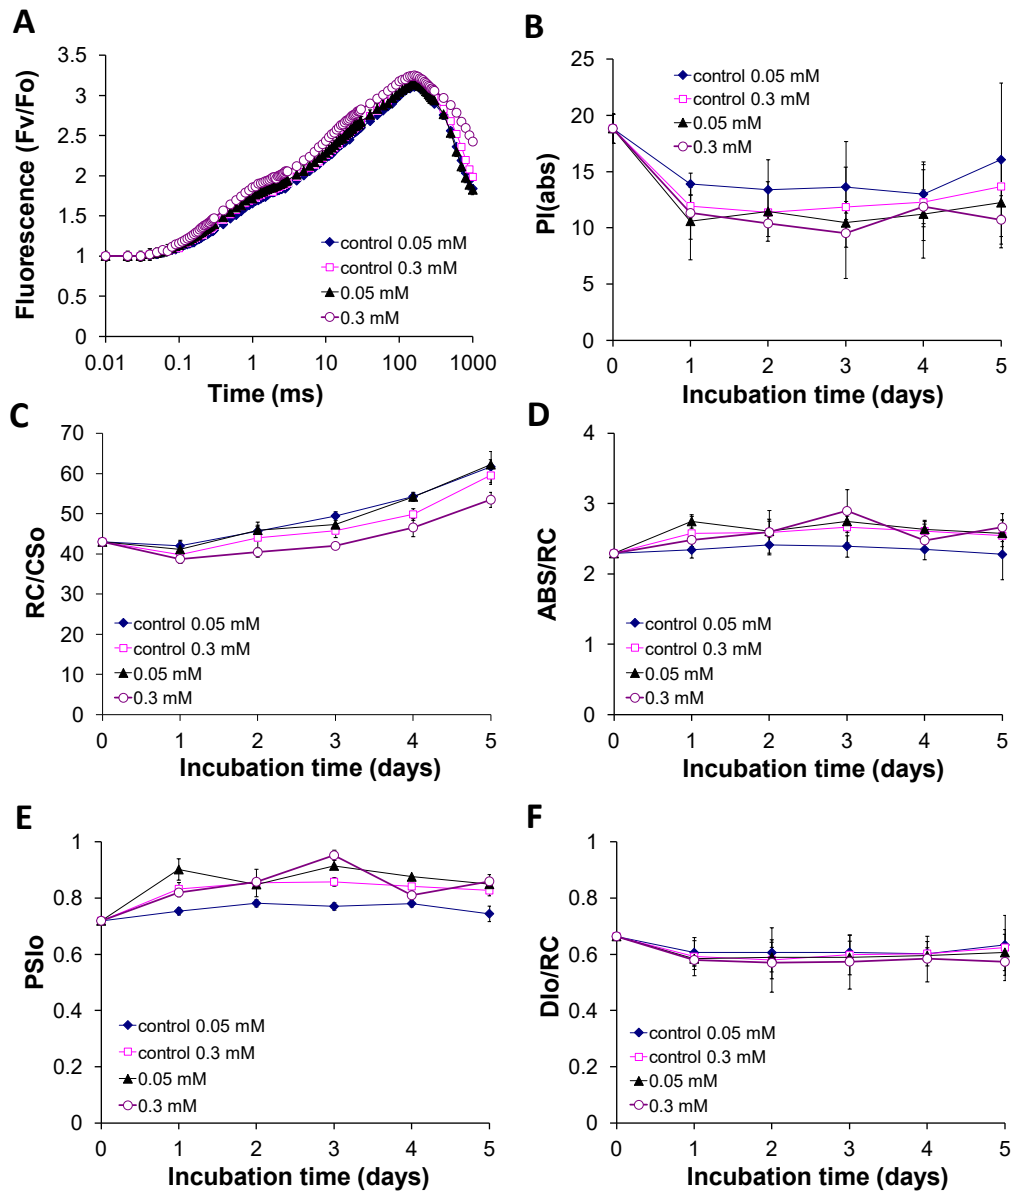 A
3.5
3
2.5
2
1.5
1
0.5
0
Fluorescence (Fv/Fo)
control 0.05 mM
control 0.3 mM
0.05 mM
0.3 mM
0.01 0.1 1 10 100 1000
Time (ms)
B
25
20
15
10
5
0
PI(abs)
control 0.05 mM
control 0.3 mM
0.05 mM
0.3 mM
0 1 2 3 4 5
Incubation time (days)
C
70
60
50
40
30
20
10
0
RC/CSo
control 0.05 mM
control 0.3 mM
0.05 mM
0.3 mM
0 1 2 3 4 5
Incubation time (days)
D
4
3
2
1
0
ABS/RC
control 0.05 mM
control 0.3 mM
0.05 mM
0.3 mM
0 1 2 3 4 5
Incubation time (days)
E
1
0.8
0.6
0.4
0.2
0
PSIo
control 0.05 mM
control 0.3 mM
0.05 mM
0.3 mM
0 1 2 3 4 5
Incubation time (days)
F
1
0.8
0.6
0.4
0.2
0
DIo/RC
control 0.05 mM
control 0.3 mM
0.05 mM
0.3 mM
0 1 2 3 4 5
Incubation time (days)